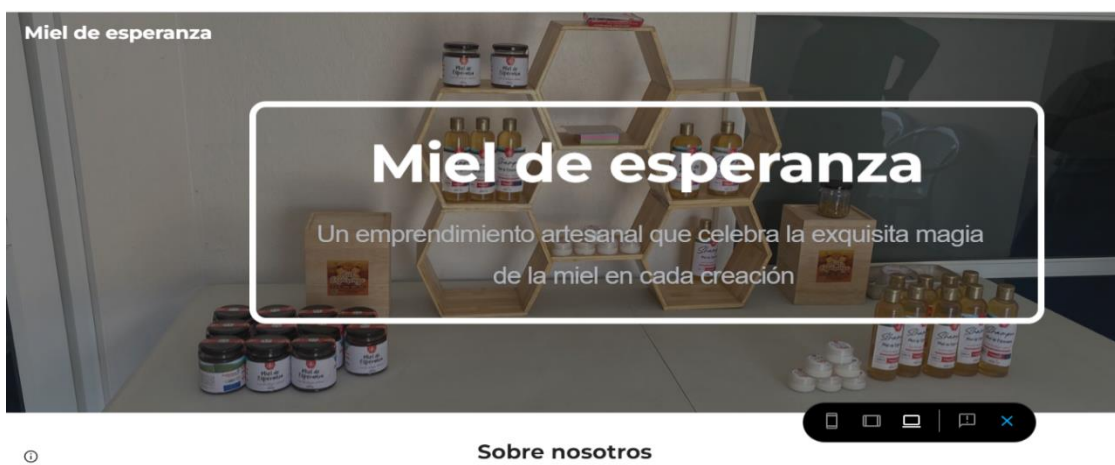 Miel de esperanza
Miel de esperanza
Un emprendimiento artesanal que celebra la exquisita magia
de la miel en cada creación
Sobre nosotros